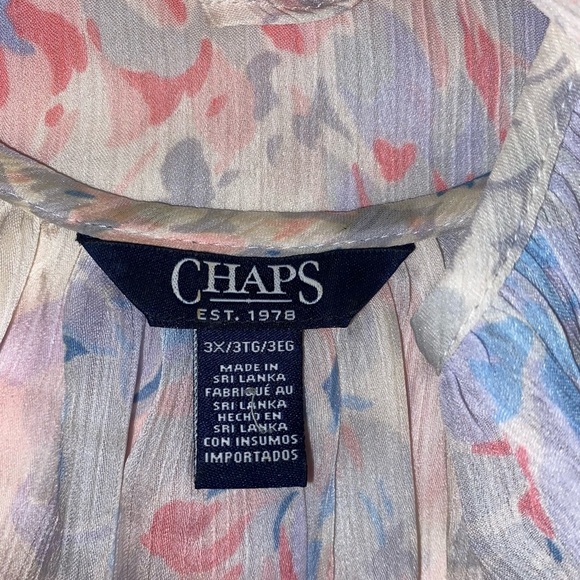 CHAPS
EST. 1978
3X/3TG/3EG
MADE IN
SRI LANKA
FABRIQUÉ AU
SRI LANKA
HECHO EN
SRI LANKA
CON INSUMOS
IMPORTADOS